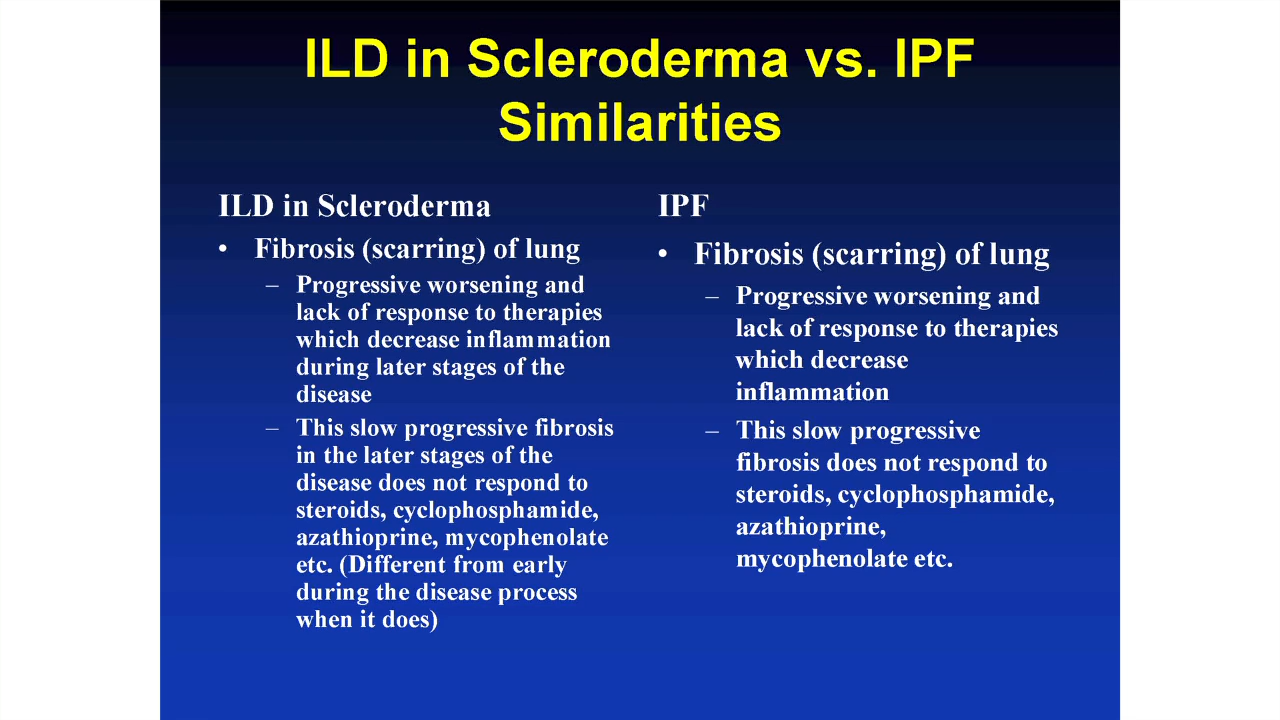 ILD in Scleroderma vs. IPF
Similarities
ILD in Scleroderma
• Fibrosis (scarring) of lung
– Progressive worsening and
lack of response to therapies
which decrease inflammation
during later stages of the
disease
– This slow progressive fibrosis
in the later stages of the
disease does not respond to
steroids, cyclophosphamide,
azathioprine, mycophenolate
etc. (Different from early
during the disease process
when it does)
IPF
• Fibrosis (scarring) of lung
– Progressive worsening and
lack of response to therapies
which decrease
inflammation
– This slow progressive
fibrosis does not respond to
steroids, cyclophosphamide,
azathioprine,
mycophenolate etc.